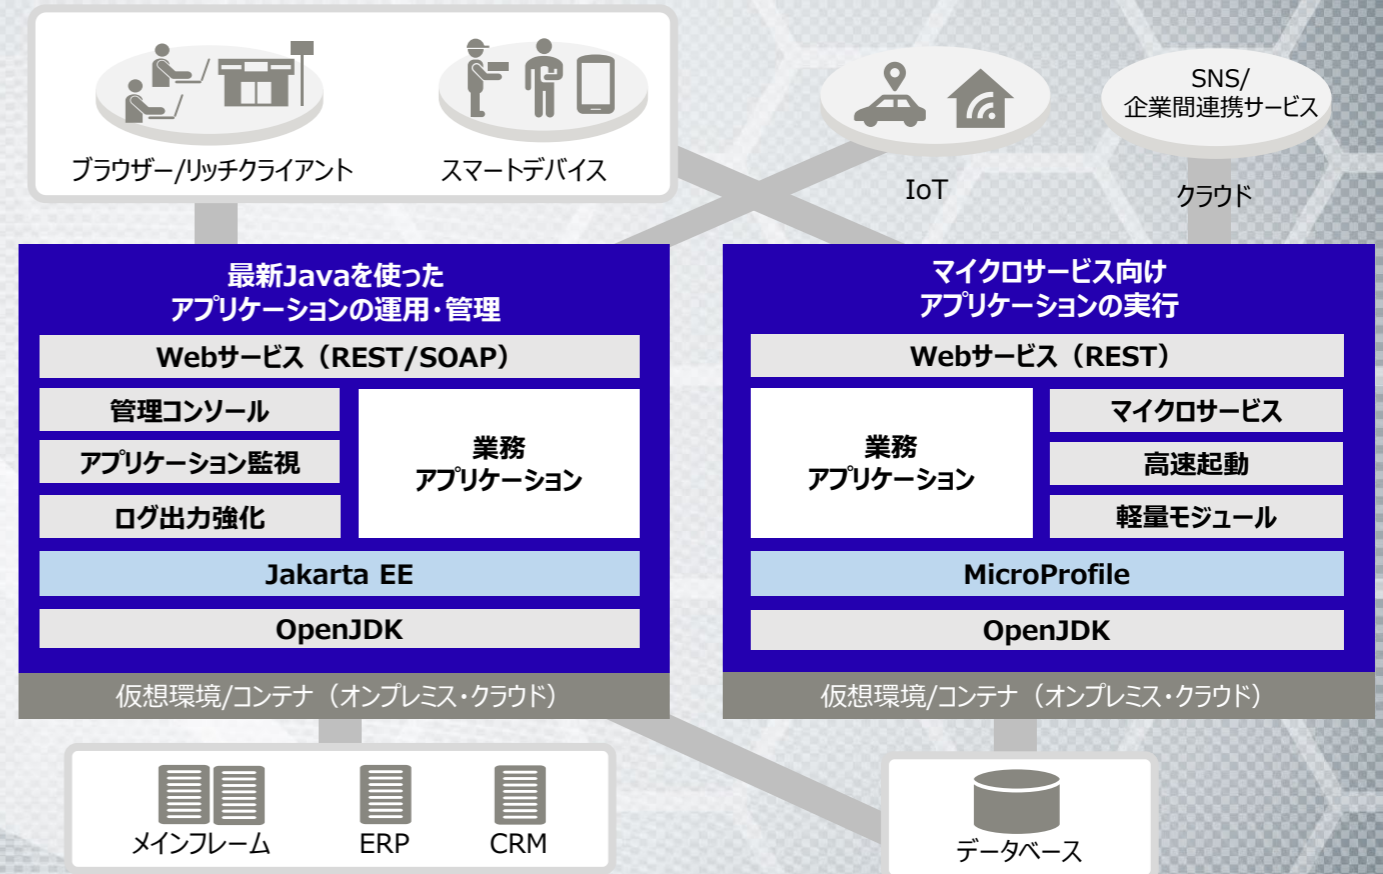 ブラウザー/リッチクライアント
スマートデバイス
IoT
SNS/
企業間連携サービス
クラウド
最新Javaを使った
アプリケーションの運用・管理
Webサービス（REST/SOAP）
管理コンソール
アプリケーション監視
ログ出力強化
業務
アプリケーション
Jakarta EE
OpenJDK
仮想環境/コンテナ（オンプレミス・クラウド）
マイクロサービス向け
アプリケーションの実行
Webサービス（REST）
業務
アプリケーション
マイクロサービス
高速起動
軽量モジュール
MicroProfile
OpenJDK
仮想環境/コンテナ（オンプレミス・クラウド）
メインフレーム
ERP
CRM
データベース